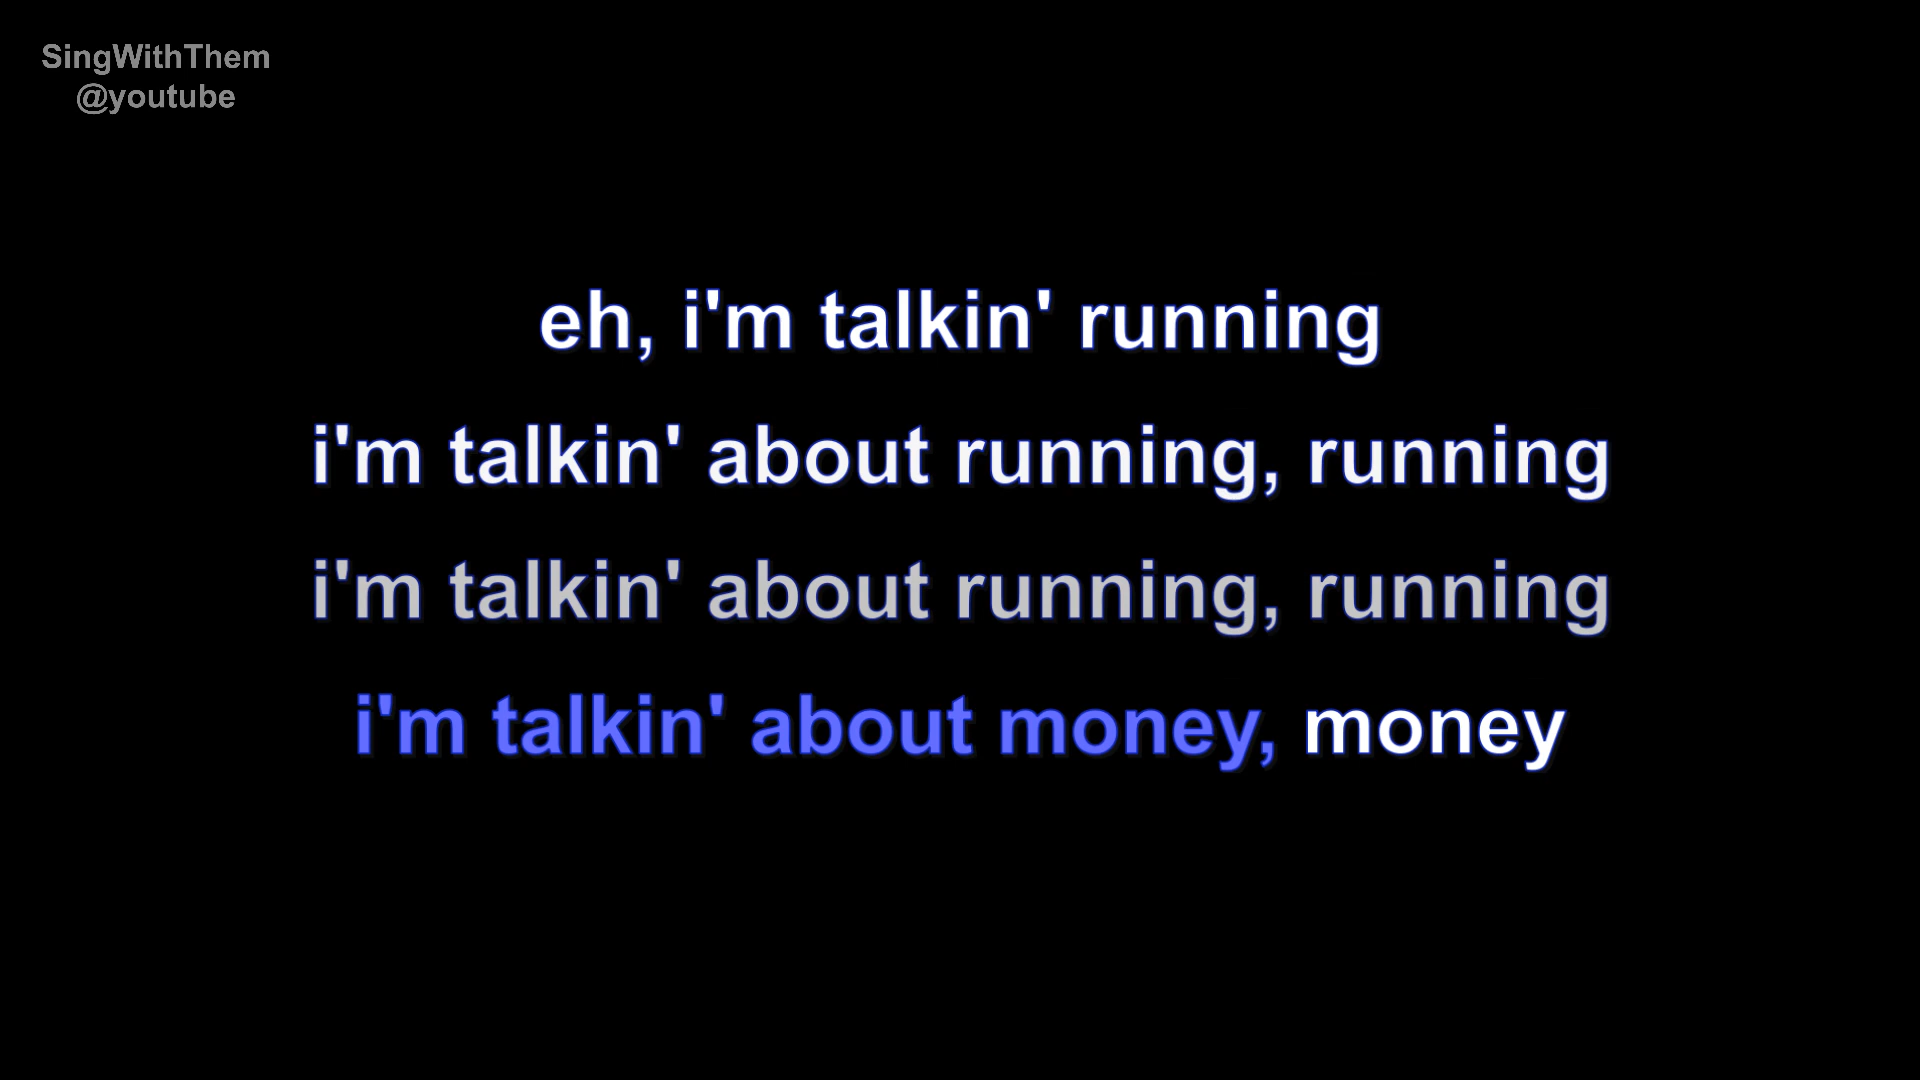 SingWithThem
@youtube
eh, i'm talkin' running
i'm talkin' about running, running
i'm talkin' about running, running
i'm talkin' about money, money